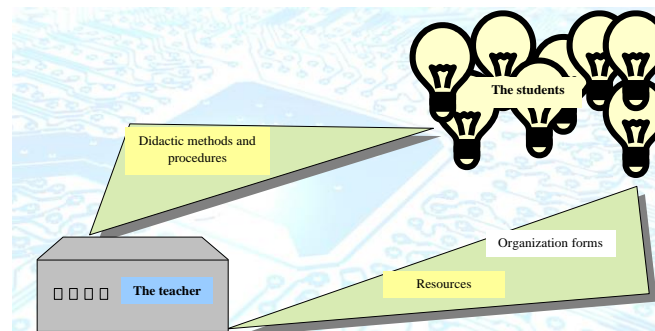 The students
Didactic methods and
procedures
Organization forms
The teacher
Resources